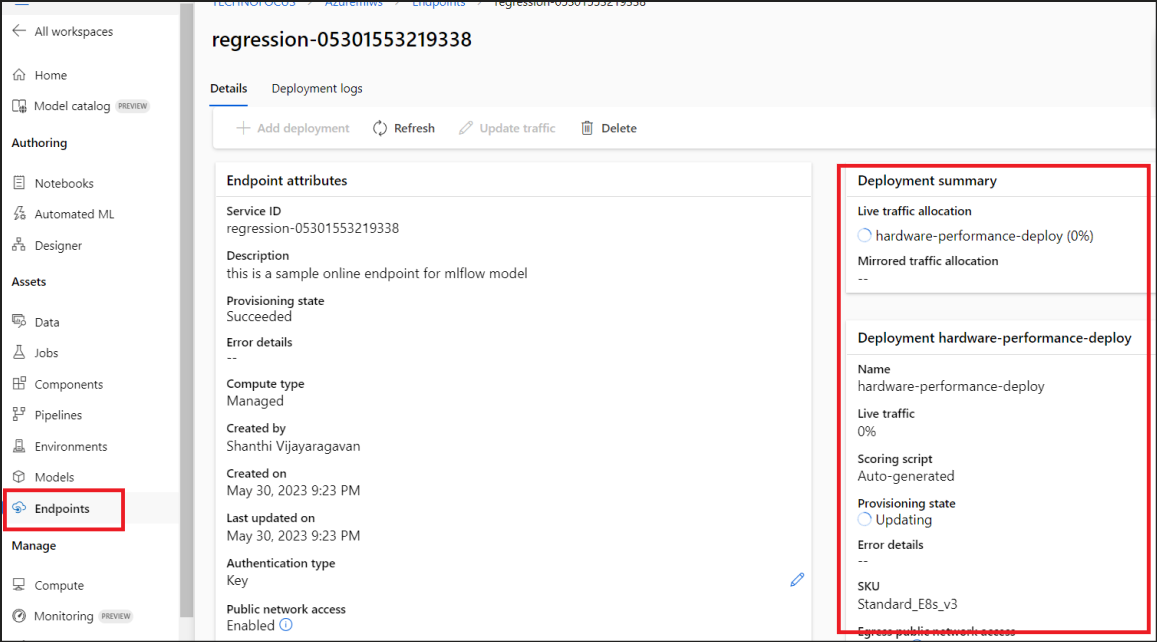 TECHNOFOCUS > Azuremlws > Endpoints > regression-05301553219338
All workspaces
Home
Model catalog PREVIEW
Authoring
Notebooks
Automated ML
Designer
Assets
Data
Jobs
Components
Pipelines
Environments
Models
Endpoints
Manage
Compute
Monitoring PREVIEW
regression-05301553219338
Details Deployment logs
Add deployment Refresh Update traffic Delete
Endpoint attributes
Service ID
regression-05301553219338
Description
this is a sample online endpoint for mlflow model
Provisioning state
Succeeded
Error details
--
Compute type
Managed
Created by
Shanthi Vijayaragavan
Created on
May 30, 2023 9:23 PM
Last updated on
May 30, 2023 9:23 PM
Authentication type
Key
Public network access
Enabled
Deployment summary
Live traffic allocation
hardware-performance-deploy (0%)
Mirrored traffic allocation
--
Deployment hardware-performance-deploy
Name
hardware-performance-deploy
Live traffic
0%
Scoring script
Auto-generated
Provisioning state
Updating
Error details
--
SKU
Standard_E8s_v3
Egress public network access